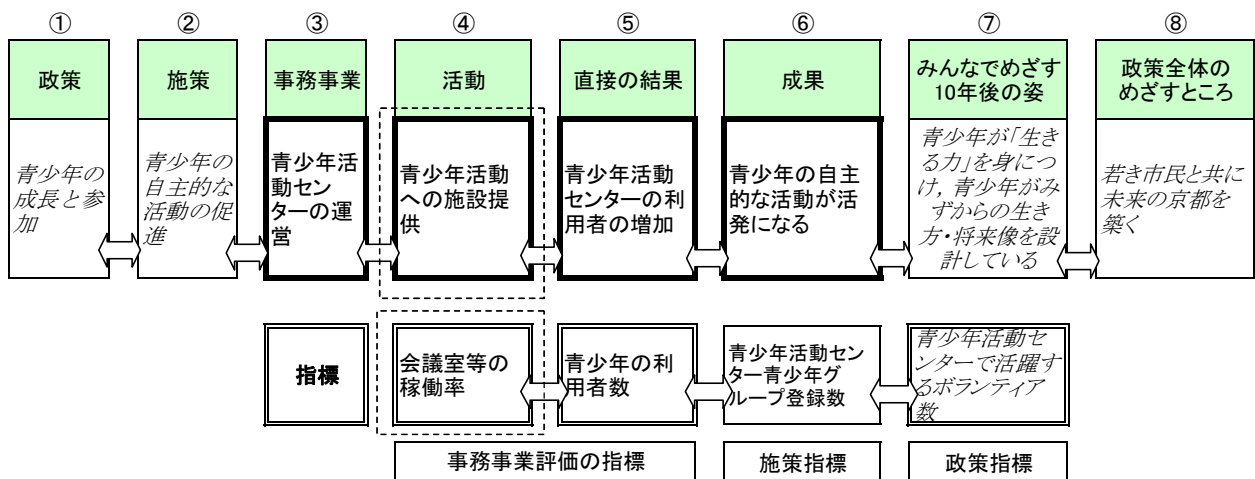 ①
②
③
④
⑤
⑥
⑦
⑧
政策
施策
事務事業
活動
直接の結果
成果
みんなでめざす
10年後の姿
政策全体の
めざすところ
青少年の
成長と参
加
青少年の
自主的な
活動の促
進
青少年活
動セン
ターの運
営
青少年活動
への施設提
供
青少年活動
センターの利
用者の増加
青少年の自主
的な活動が活
発になる
青少年が「生き
る力」を身につ
け，青少年がみ
ずからの生き
方・将来像を設
計している
若き市民と共に
未来の京都を
築く
指標
会議室等の
稼働率
青少年の利
用者数
青少年活動セン
ター青少年グ
ループ登録数
青少年活動セ
ンターで活躍す
るボランティア
数
事務事業評価の指標
施策指標
政策指標